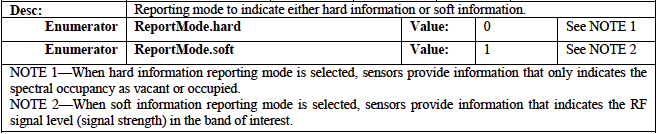 Desc: Reporting mode to indicate either hard information or soft information.
Enumerator ReportMode.hard Value: 0 See NOTE 1
Enumerator ReportMode.soft Value: 1 See NOTE 2
NOTE 1—When hard information reporting mode is selected, sensors provide information that only indicates the
spectral occupancy as vacant or occupied.
NOTE 2—When soft information reporting mode is selected, sensors provide information that indicates the RF
signal level (signal strength) in the band of interest.